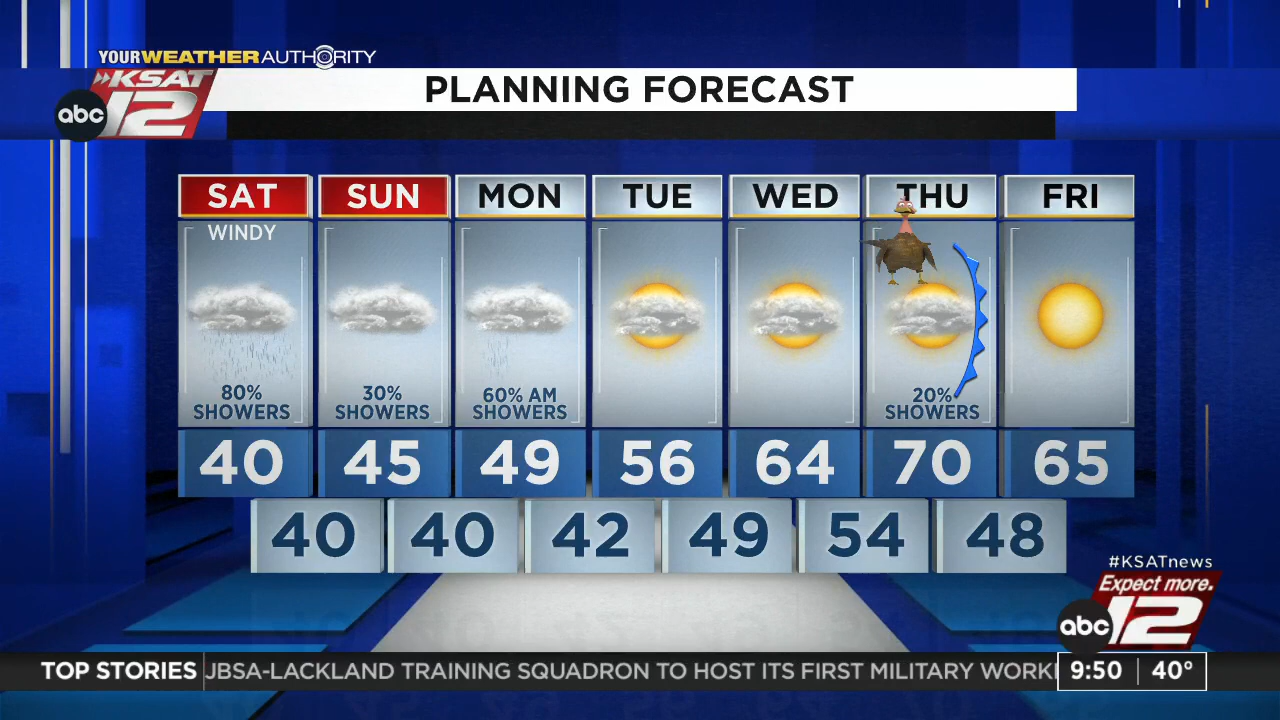 YOURWEATHERAUTHORITY
KSAT
abc 12
PLANNING FORECAST
SAT SUN MON TUE WED THU FRI
WINDY
80% SHOWERS
30% SHOWERS
60% AM SHOWERS
20% SHOWERS
40 45 49 56 64 70 65
40 40 42 49 54 48
#KSATnews
Expect more.
abc 12
TOP STORIES JBSA-LACKLAND TRAINING SQUADRON TO HOST ITS FIRST MILITARY WORK
9:50 40°